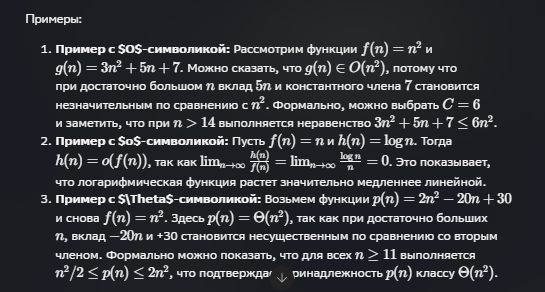 Примеры:
1. Пример с $O$-символикой: Рассмотрим функции f(n) = n² и
g(n) = 3n² + 5n + 7. Можно сказать, что g(n) ∈ O(n²), потому что
при достаточно большом n вклад 5n и константного члена 7 становится
незначительным по сравнению с n². Формально, можно выбрать C = 6
и заметить, что при n > 14 выполняется неравенство 3n² + 5n + 7 ≤ 6n².
2. Пример с $o$-символикой: Пусть f(n) = n и h(n) = log n. Тогда
h(n) = o(f(n)), так как lim_{n→∞} h(n)/f(n) = lim_{n→∞} log n/n = 0. Это показывает,
что логарифмическая функция растет значительно медленнее линейной.
3. Пример с $\Theta$-символикой: Возьмем функции p(n) = 2n² − 20n + 30
и снова f(n) = n². Здесь p(n) = Θ(n²), так как при достаточно больших
n, вклад −20n и +30 становится несущественным по сравнению со вторым
членом. Формально можно показать, что для всех n ≥ 11 выполняется
n²/2 ≤ p(n) ≤ 2n², что подтвержда ринадлежность p(n) классу Θ(n²).